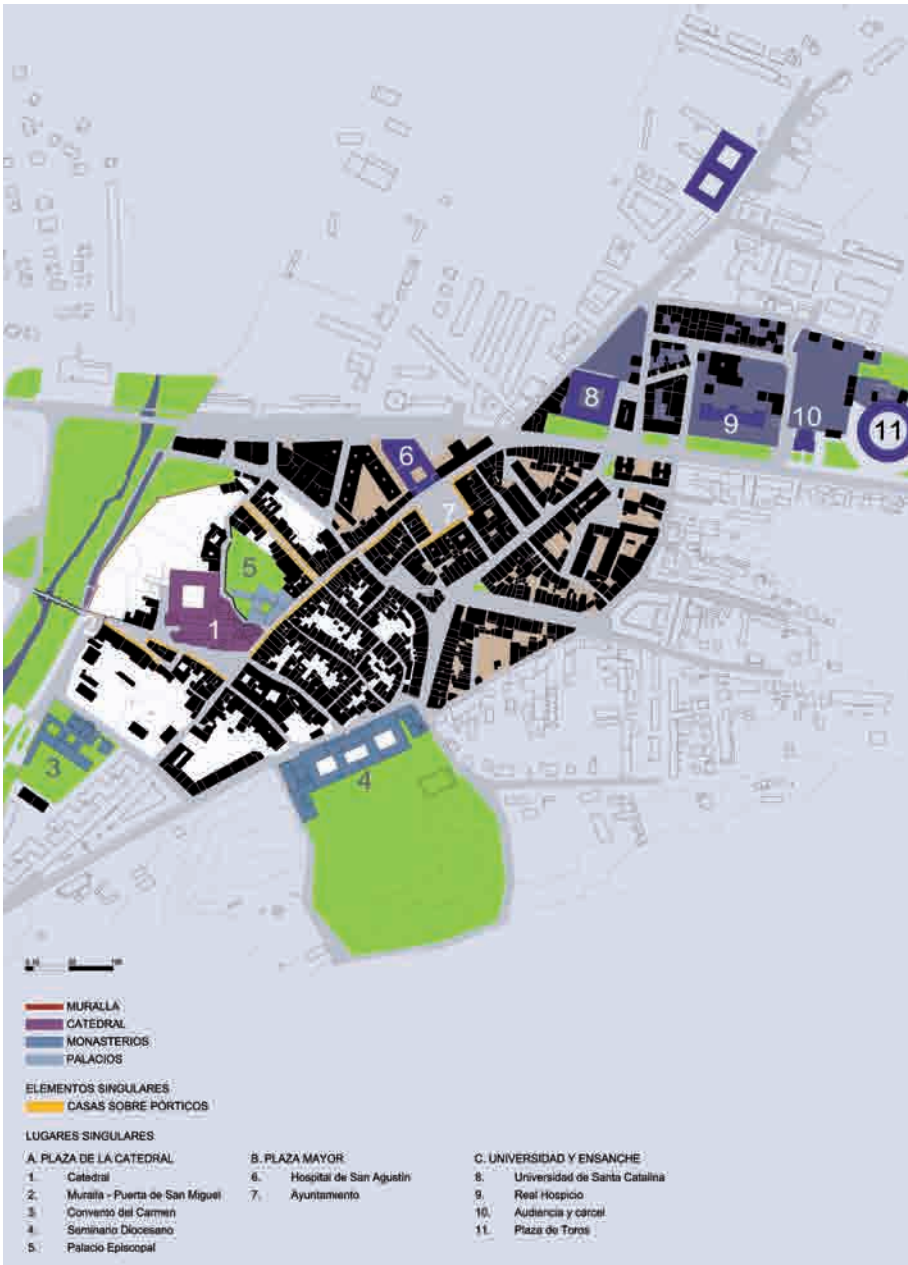 8
9
10
11
6
7
5
1
3
4
MURALLA
CATEDRAL
MONASTERIOS
PALACIOS
ELEMENTOS SINGULARES
CASAS SOBRE PÓRTICOS
LUGARES SINGULARES
A. PLAZA DE LA CATEDRAL
1. Catedral
2. Muralla - Puerta de San Miguel
3. Convento del Carmen
4. Seminario Diocesano
5. Palacio Episcopal
B. PLAZA MAYOR
6. Hospital de San Agustín
7. Ayuntamiento
C. UNIVERSIDAD Y ENSANCHE
8. Universidad de Santa Catalina
9. Real Hospicio
10. Audiencia y carcel
11. Plaza de Toros